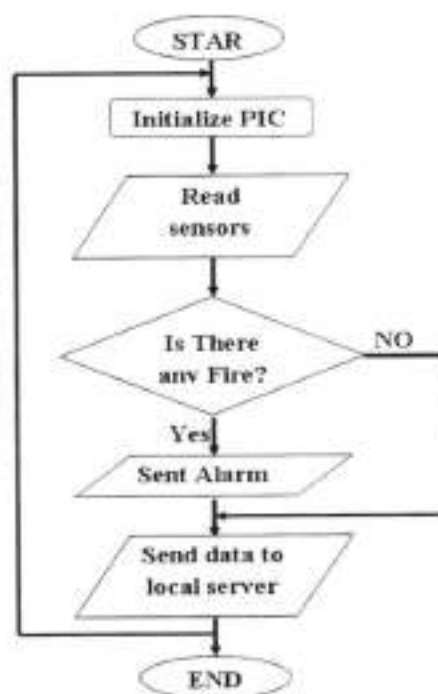 STAR
Initialize PIC
Read
sensors
Is There
any Fire?
NO
Yes
Sent Alarm
Send data to
local server
END